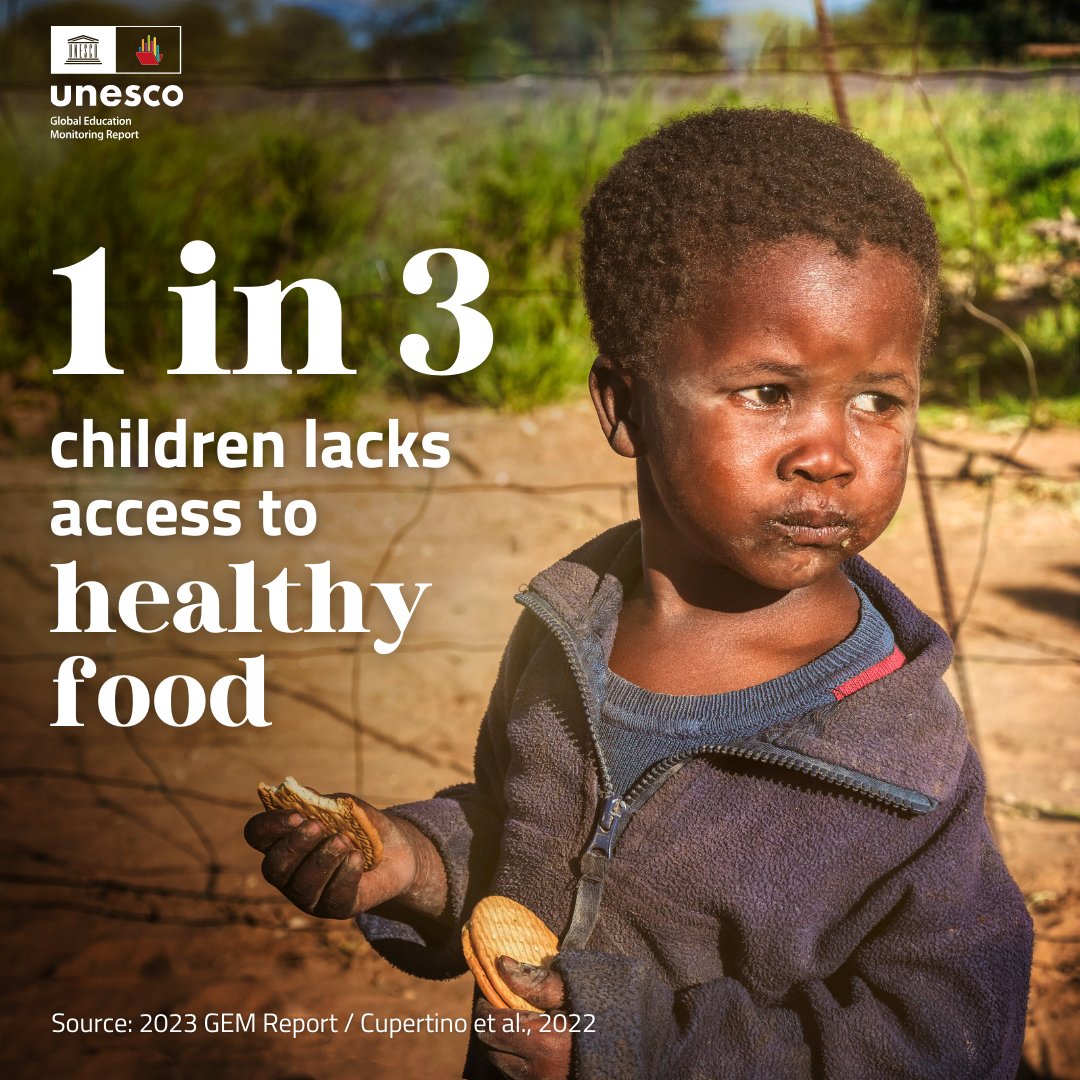 UNESCO
unesco
Global Education
Monitoring Report
1 in 3
children lacks
access to
healthy
food
Source: 2023 GEM Report / Cupertino et al., 2022